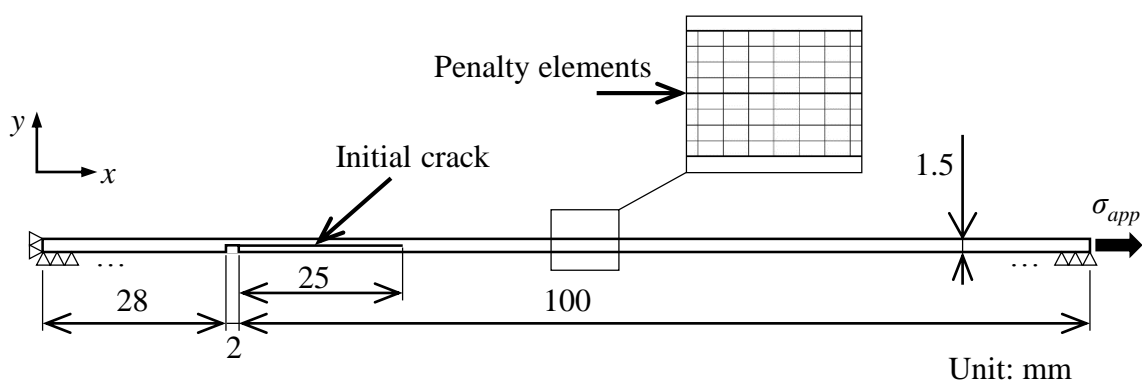 Penalty elements
y
x
Initial crack
1.5
σapp
...
...
25
28
100
2
Unit: mm